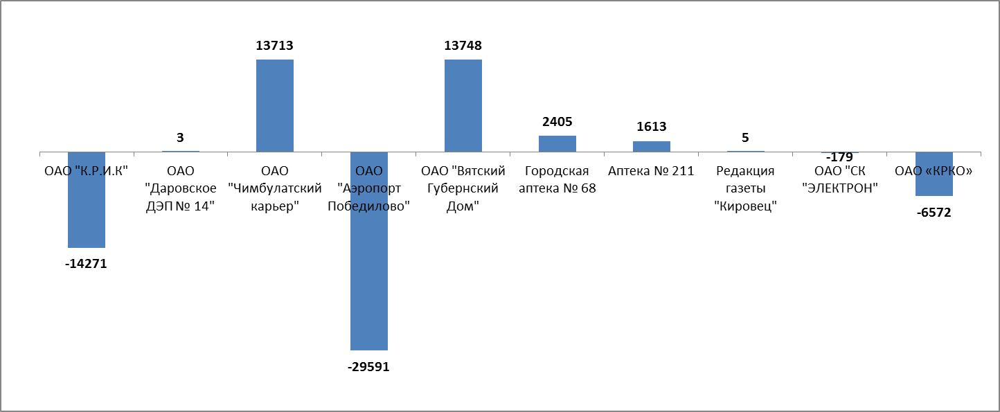 13713
13748
2405
1613
3
5
-179
ОАО "К.Р.И.К"
ОАО
"Даровское
ДЭП № 14"
ОАО
"Чимбулатский
карьер"
ОАО
"Аэропорт
Победилово"
ОАО "Вятский
Губернский
Дом"
Городская
аптека № 68
Аптека № 211
Редакция
газеты
"Кировец"
ОАО "СК
"ЭЛЕКТРОН"
ОАО «КРКО»
-6572
-14271
-29591